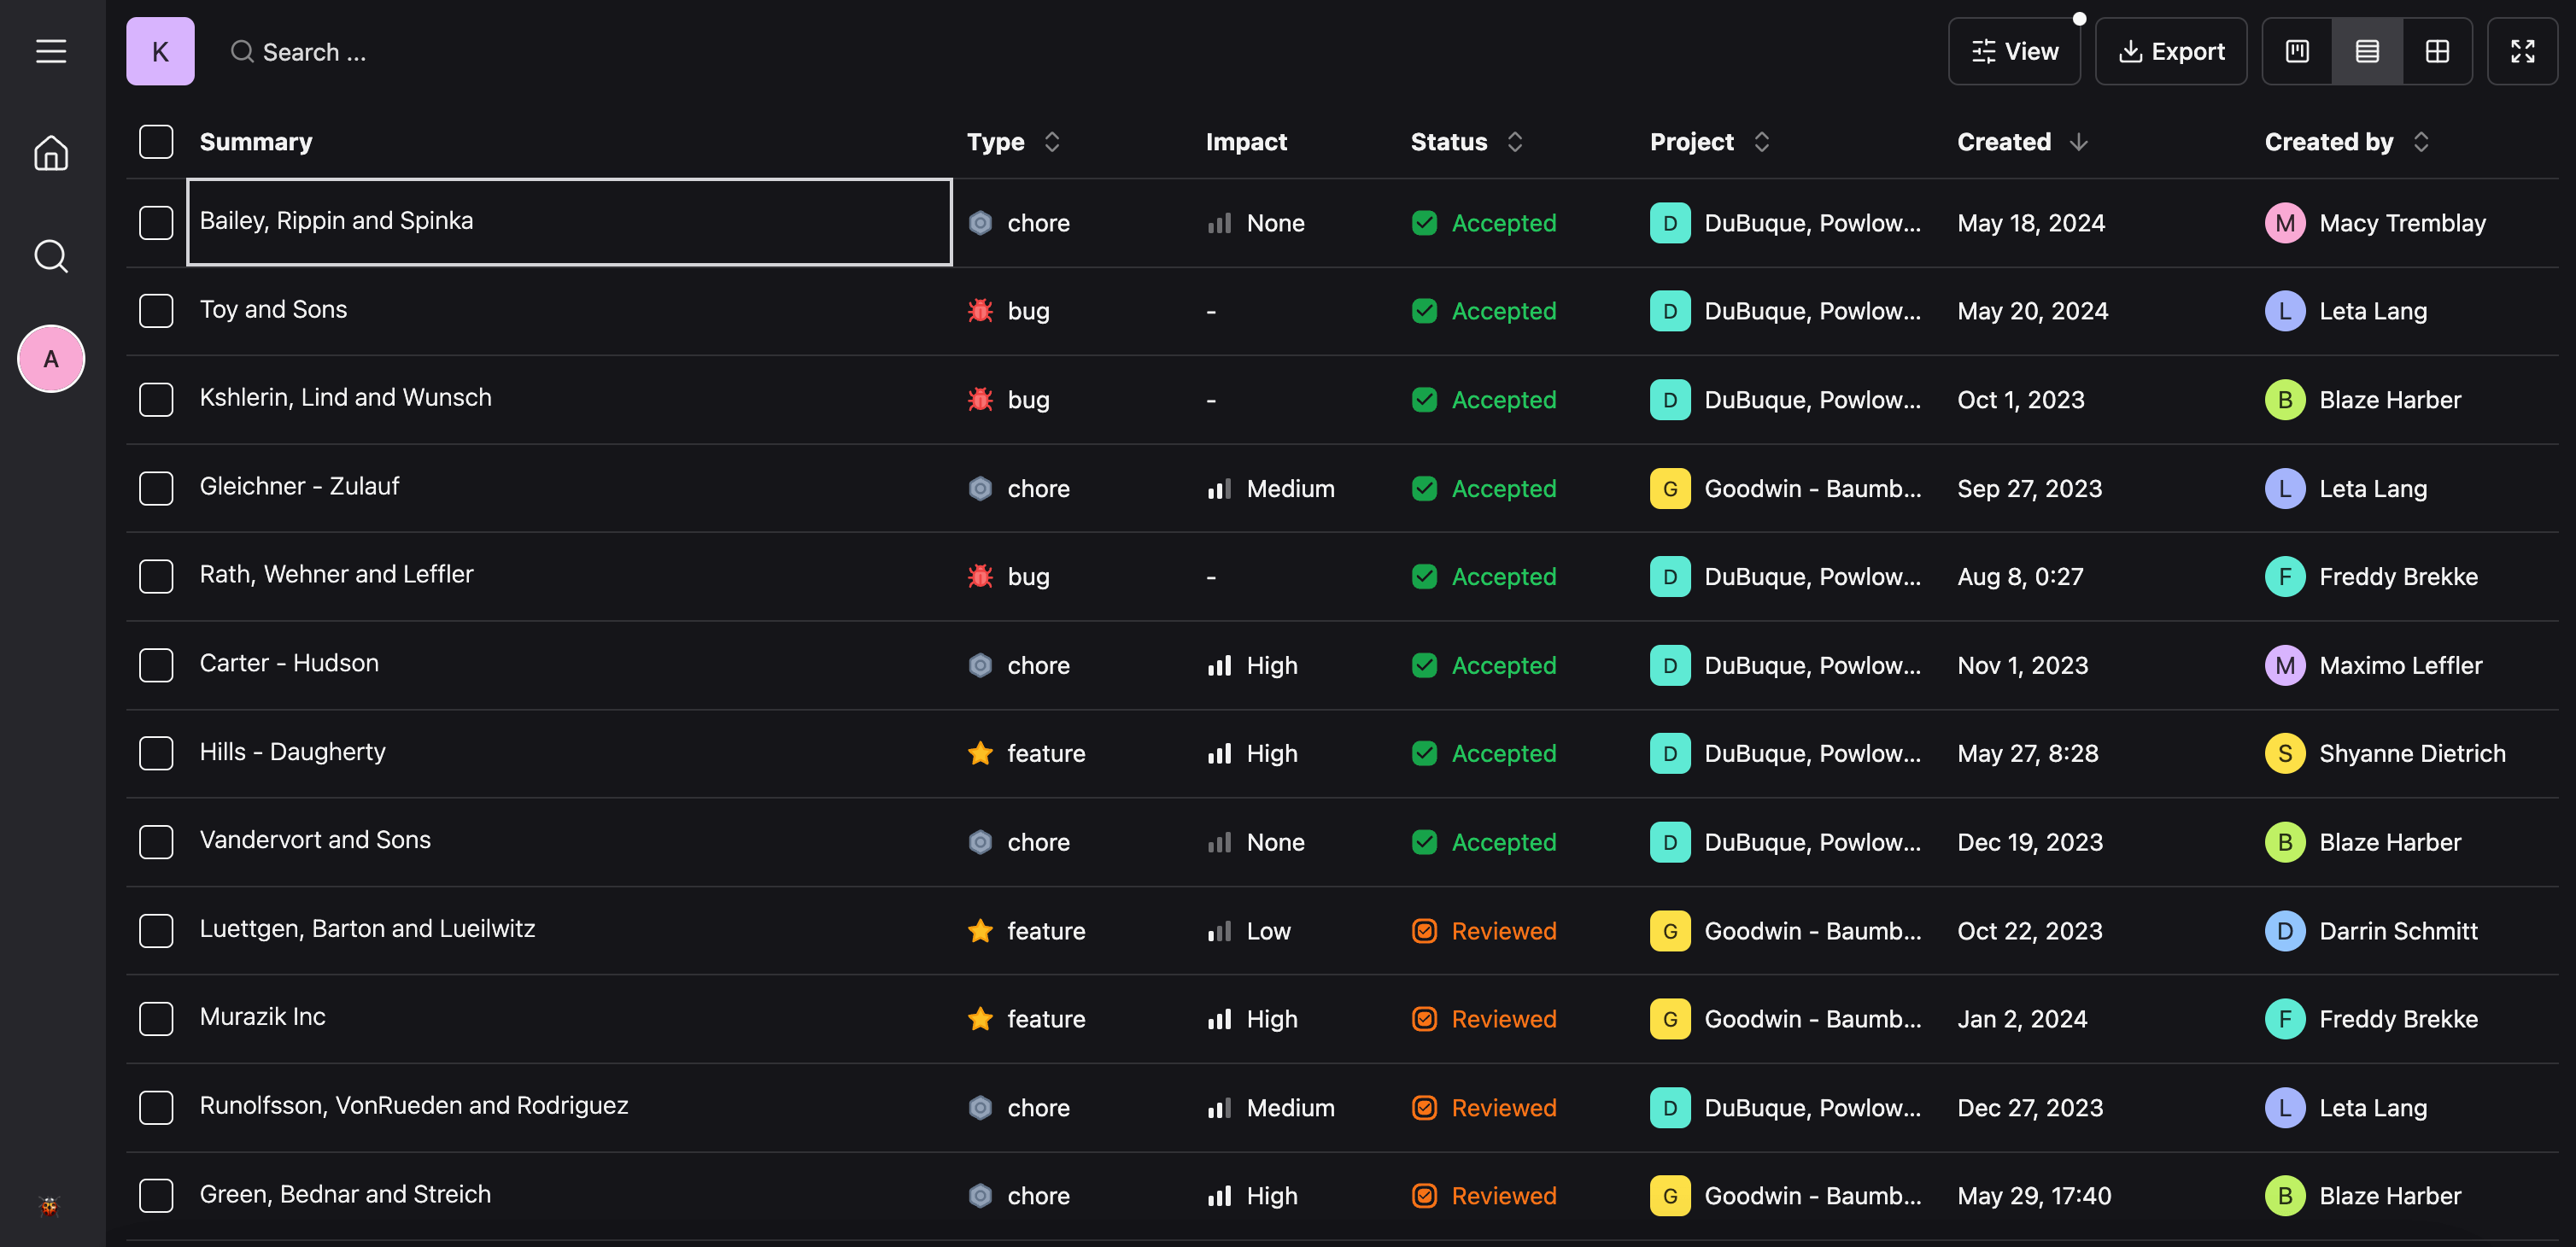 K Search ... View Export
Summary Type Impact Status Project Created Created by
Bailey, Rippin and Spinka chore None Accepted D DuBuque, Powlow... May 18, 2024 M Macy Tremblay
Toy and Sons bug - Accepted D DuBuque, Powlow... May 20, 2024 L Leta Lang
A
Kshlerin, Lind and Wunsch bug - Accepted D DuBuque, Powlow... Oct 1, 2023 B Blaze Harber
Gleichner - Zulauf chore Medium Accepted G Goodwin - Baumb... Sep 27, 2023 L Leta Lang
Rath, Wehner and Leffler bug - Accepted D DuBuque, Powlow... Aug 8, 0:27 F Freddy Brekke
Carter - Hudson chore High Accepted D DuBuque, Powlow... Nov 1, 2023 M Maximo Leffler
Hills - Daugherty feature High Accepted D DuBuque, Powlow... May 27, 8:28 S Shyanne Dietrich
Vandervort and Sons chore None Accepted D DuBuque, Powlow... Dec 19, 2023 B Blaze Harber
Luettgen, Barton and Lueilwitz feature Low Reviewed G Goodwin - Baumb... Oct 22, 2023 D Darrin Schmitt
Murazik Inc feature High Reviewed G Goodwin - Baumb... Jan 2, 2024 F Freddy Brekke
Runolfsson, VonRueden and Rodriguez chore Medium Reviewed D DuBuque, Powlow... Dec 27, 2023 L Leta Lang
Green, Bednar and Streich chore High Reviewed G Goodwin - Baumb... May 29, 17:40 B Blaze Harber